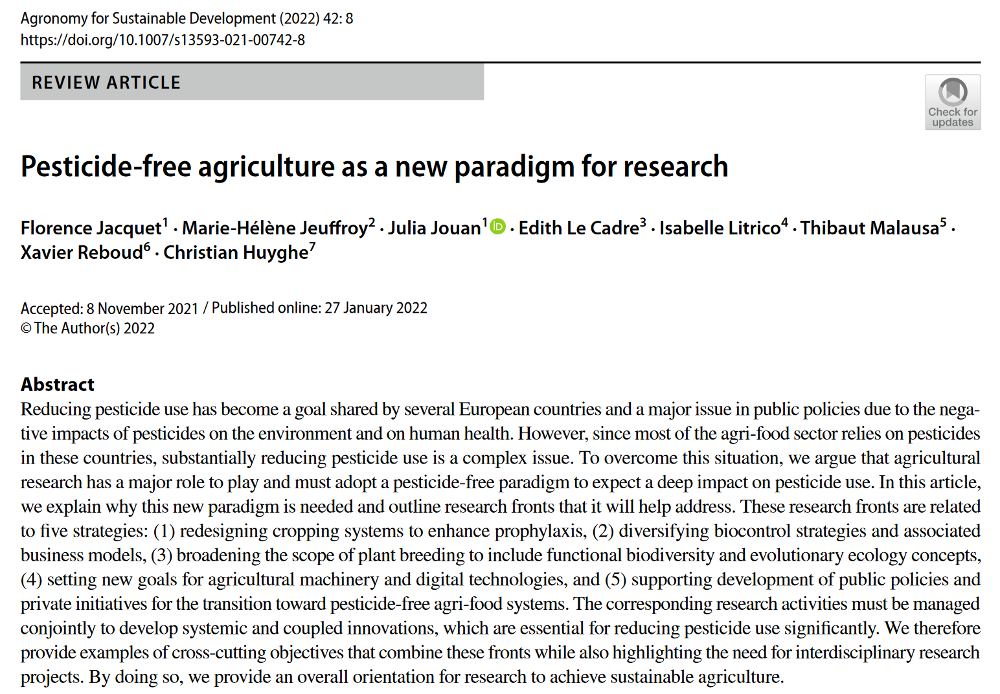 Agronomy for Sustainable Development (2022) 42: 8
https://doi.org/10.1007/s13593-021-00742-8
REVIEW ARTICLE
Check for
updates
Pesticide-free agriculture as a new paradigm for research
Florence Jacquet1 · Marie-Hélène Jeuffroy2 · Julia Jouan1 iD · Edith Le Cadre3 · Isabelle Litrico4 · Thibaut Malausa5 ·
Xavier Reboud6 · Christian Huyghe7
Accepted: 8 November 2021 / Published online: 27 January 2022
© The Author(s) 2022
Abstract
Reducing pesticide use has become a goal shared by several European countries and a major issue in public policies due to the nega-
tive impacts of pesticides on the environment and on human health. However, since most of the agri-food sector relies on pesticides
in these countries, substantially reducing pesticide use is a complex issue. To overcome this situation, we argue that agricultural
research has a major role to play and must adopt a pesticide-free paradigm to expect a deep impact on pesticide use. In this article,
we explain why this new paradigm is needed and outline research fronts that it will help address. These research fronts are related
to five strategies: (1) redesigning cropping systems to enhance prophylaxis, (2) diversifying biocontrol strategies and associated
business models, (3) broadening the scope of plant breeding to include functional biodiversity and evolutionary ecology concepts,
(4) setting new goals for agricultural machinery and digital technologies, and (5) supporting development of public policies and
private initiatives for the transition toward pesticide-free agri-food systems. The corresponding research activities must be managed
conjointly to develop systemic and coupled innovations, which are essential for reducing pesticide use significantly. We therefore
provide examples of cross-cutting objectives that combine these fronts while also highlighting the need for interdisciplinary research
projects. By doing so, we provide an overall orientation for research to achieve sustainable agriculture.